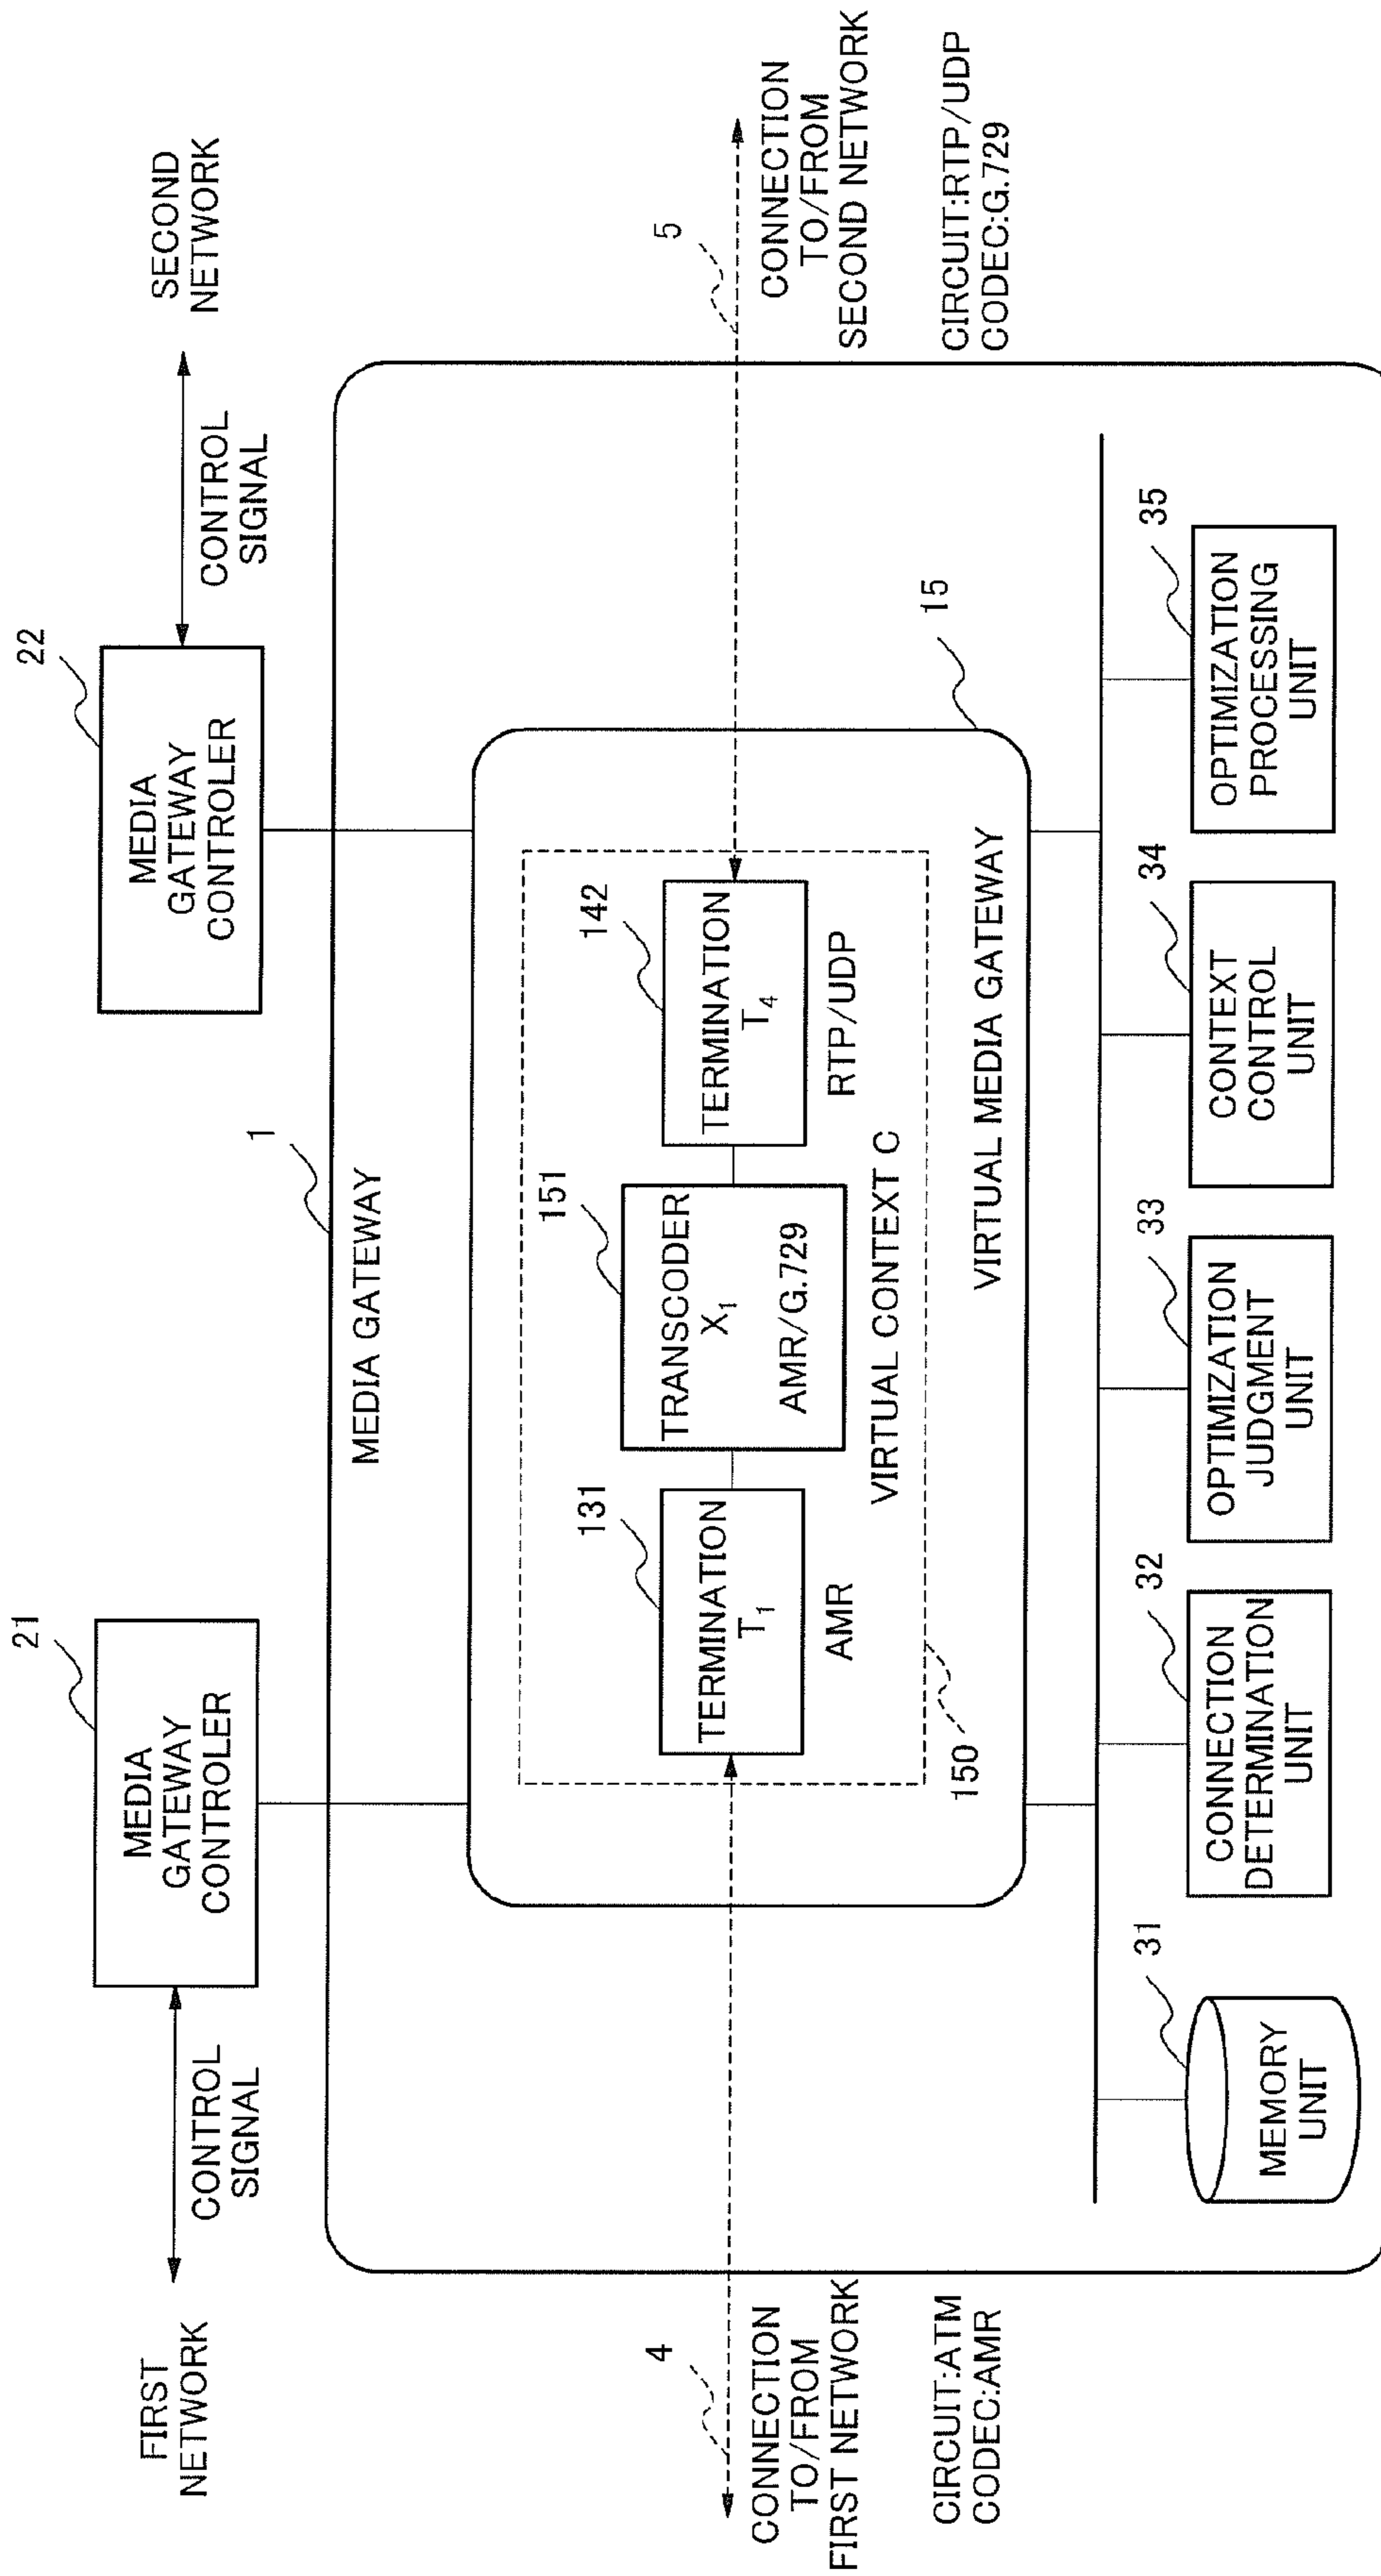 FIRST
NETWORK
CONTROL
SIGNAL
21
MEDIA
GATEWAY
CONTROLER
22
MEDIA
GATEWAY
CONTROLER
CONTROL
SIGNAL
SECOND
NETWORK
1
MEDIA GATEWAY
4
CONNECTION
TO/FROM
FIRST NETWORK
CIRCUIT:ATM
CODEC:AMR
131
TERMINATION
T1
AMR
151
TRANSCODER
X1
AMR/G.729
142
TERMINATION
T4
RTP/UDP
VIRTUAL CONTEXT C
150
VIRTUAL MEDIA GATEWAY
15
5
CONNECTION
TO/FROM
SECOND NETWORK
CIRCUIT:RTP/UDP
CODEC:G.729
31
MEMORY
UNIT
32
CONNECTION
DETERMINATION
UNIT
33
OPTIMIZATION
JUDGMENT
UNIT
34
CONTEXT
CONTROL
UNIT
35
OPTIMIZATION
PROCESSING
UNIT